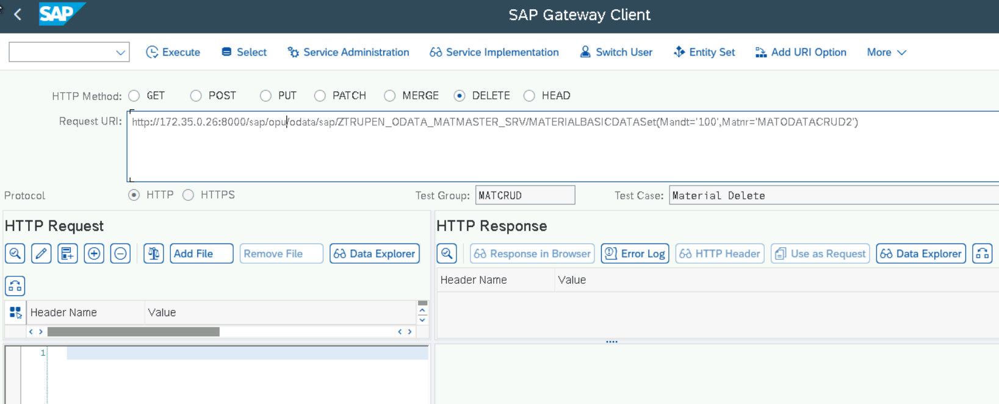 SAP SAP Gateway Client
Execute Select Service Administration Service Implementation Switch User Entity Set Add URI Option More
HTTP Method: GET POST PUT PATCH MERGE DELETE HEAD
Request URI: http://172.35.0.26:8000/sap/opu/odata/sap/ZTRUPEN_ODATA_MATMASTER_SRV/MATERIALBASICDATASet(Mandt='100',Matnr='MATODATACRUD2')
Protocol HTTP HTTPS Test Group: MATCRUD Test Case: Material Delete
HTTP Request
Add File Remove File Data Explorer
Header Name Value
1
HTTP Response
Response in Browser Error Log HTTP Header Use as Request Data Explorer
Header Name Value